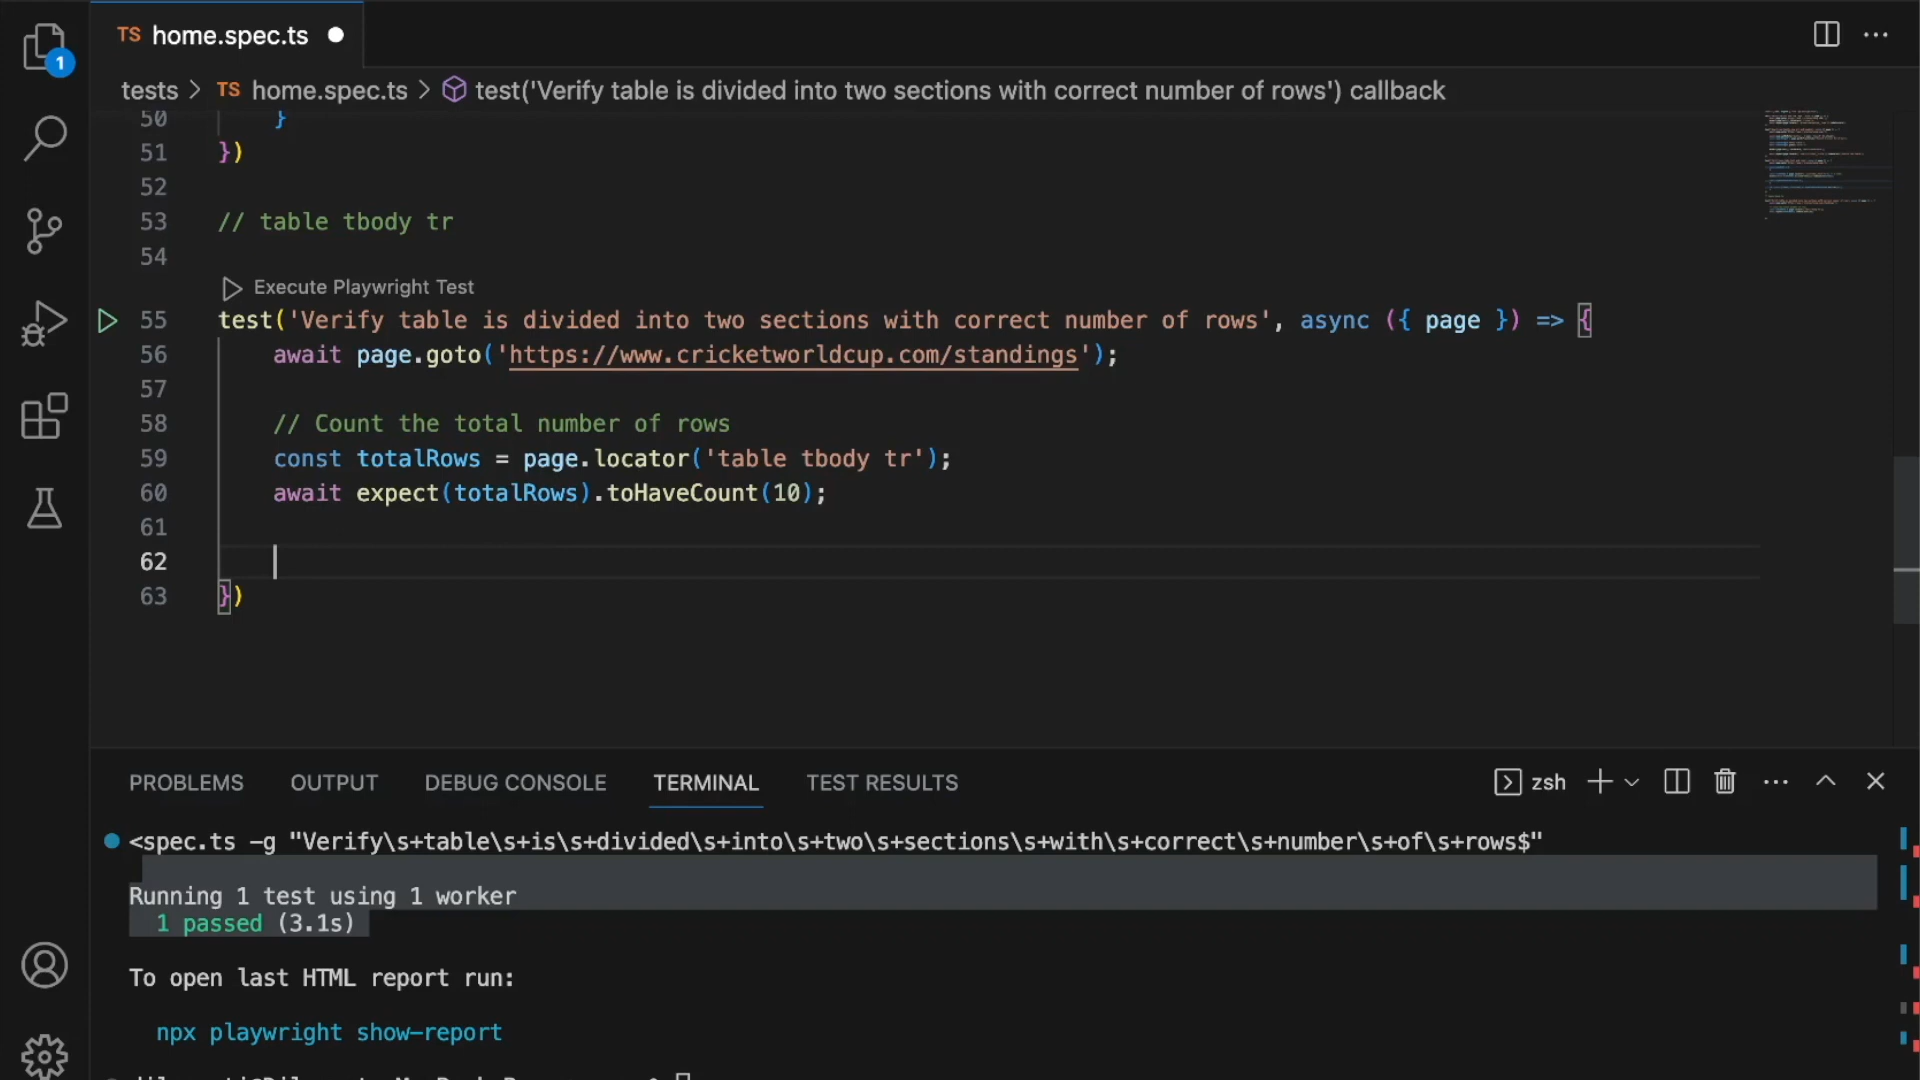 1
TS home.spec.ts
tests > TS home.spec.ts > test('Verify table is divided into two sections with correct number of rows') callback
50 }
51 })
52
53 // table tbody tr
54
Execute Playwright Test
55 test('Verify table is divided into two sections with correct number of rows', async ({ page }) => {
56 await page.goto('https://www.cricketworldcup.com/standings');
57
58 // Count the total number of rows
59 const totalRows = page.locator('table tbody tr');
60 await expect(totalRows).toHaveCount(10);
61
62
63 })
PROBLEMS OUTPUT DEBUG CONSOLE TERMINAL TEST RESULTS zsh
<spec.ts -g "Verify\s+table\s+is\s+divided\s+into\s+two\s+sections\s+with\s+correct\s+number\s+of\s+rows$"
Running 1 test using 1 worker
1 passed (3.1s)
To open last HTML report run:
npx playwright show-report